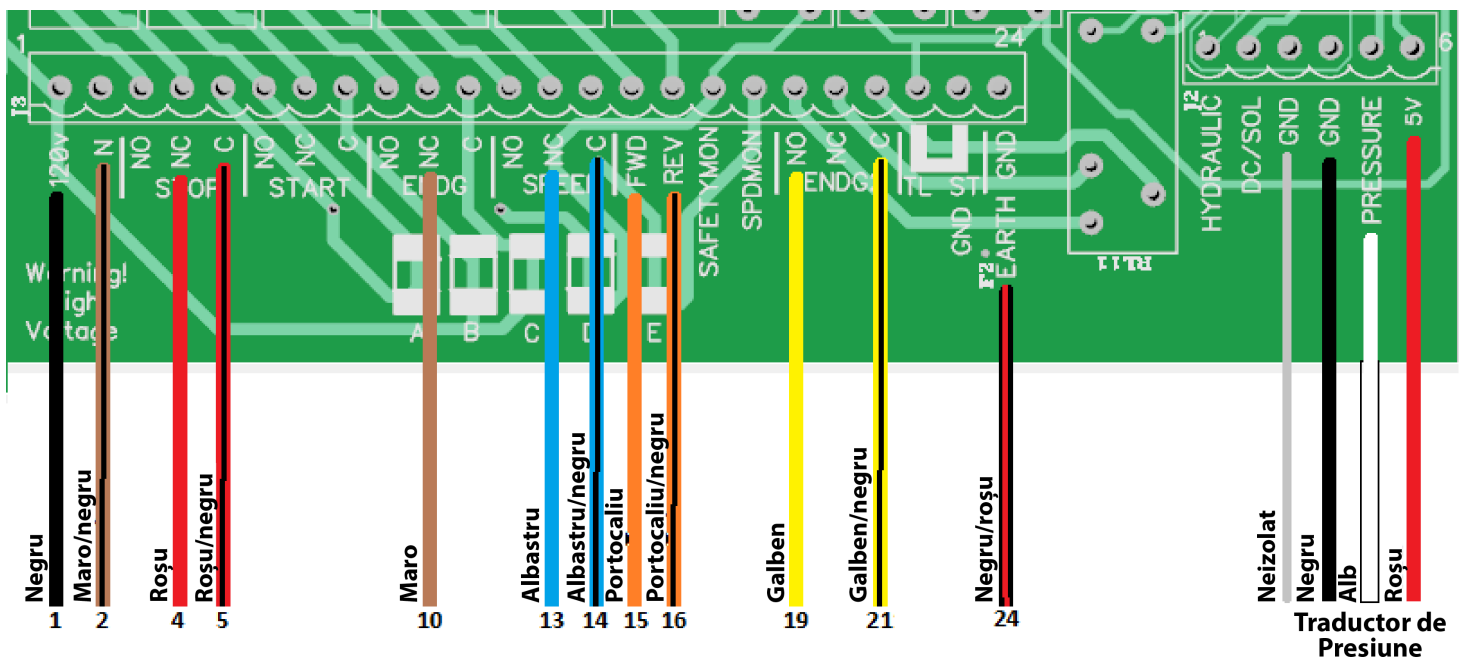 1
24
6
J3
J2
120v
N
NO
NC
C
STOP
NO
NC
C
START
NO
NC
C
ENDG
NO
NC
C
SPEED
FWD
REV
SAFETYMON
SPDMON
NO
NC
C
ENDG2
TL ST
GND
EARTH GND
F2
RL11
HYDRAULIC
DC/SOL
GND
GND
PRESSURE
5v
Warning!
High
Voltage
A B C D E
Negru
Maro/negru
Roșu
Roșu/negru
Maro
Albastru
Albastru/negru
Portocaliu
Portocaliu/negru
Galben
Galben/negru
Negru/roșu
Neizolat
Negru
Alb
Roșu
1 2 4 5 10 13 14 15 16 19 21 24
Traductor de
Presiune